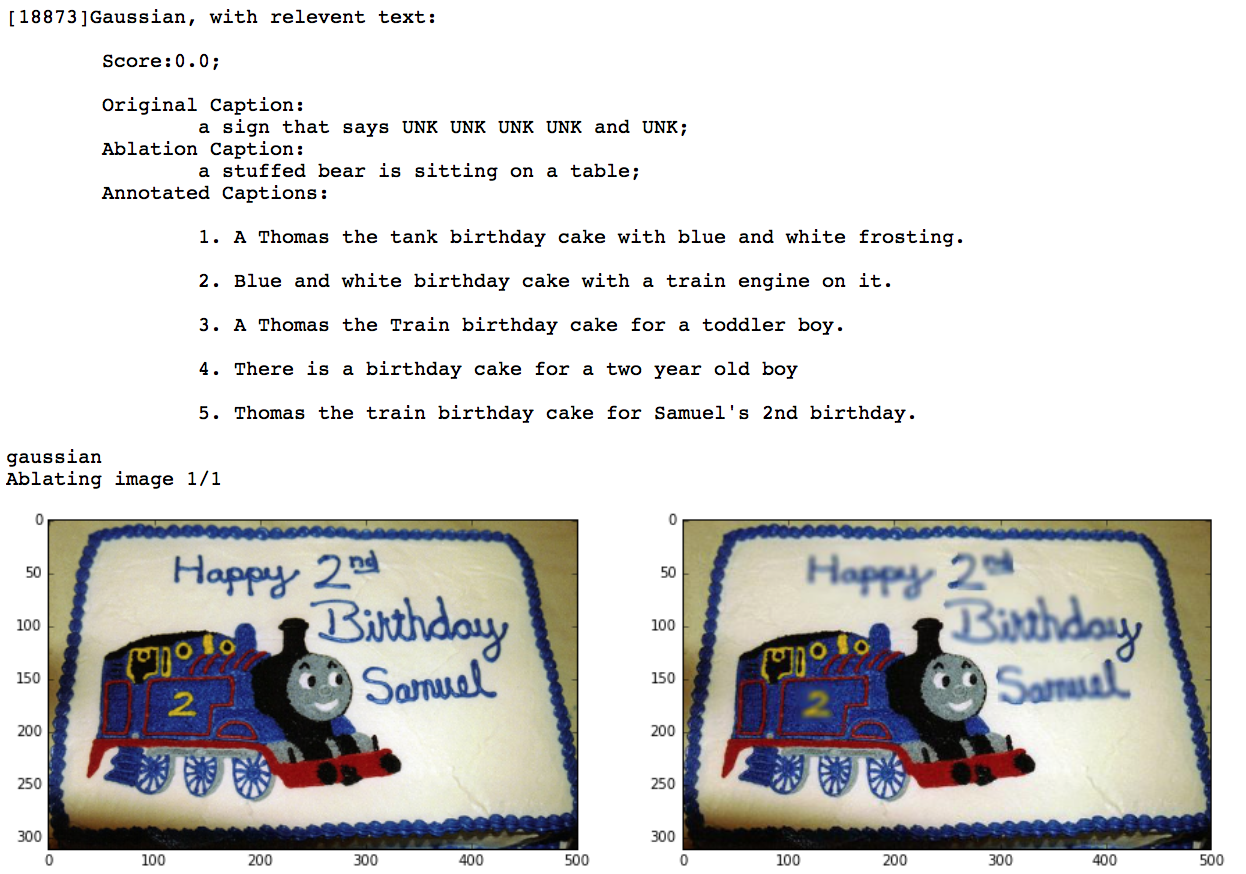 [18873]Gaussian, with relevent text:
Score:0.0;
Original Caption:
a sign that says UNK UNK UNK UNK and UNK;
Ablation Caption:
a stuffed bear is sitting on a table;
Annotated Captions:
1. A Thomas the tank birthday cake with blue and white frosting.
2. Blue and white birthday cake with a train engine on it.
3. A Thomas the Train birthday cake for a toddler boy.
4. There is a birthday cake for a two year old boy
5. Thomas the train birthday cake for Samuel's 2nd birthday.
gaussian
Ablating image 1/1
0
50
100
150
200
250
300
0 100 200 300 400 500
Happy 2nd
Birthday
Samuel
2
0
50
100
150
200
250
300
0 100 200 300 400 500
Happy 2nd
Birthday
Samuel
2